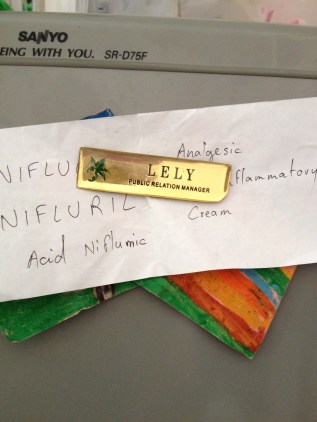 SANYO
EING WITH YOU. SR-D75F
NIFLU
NIFLURIL
Acid Niflumic
LELY
PUBLIC RELATION MANAGER
Analgesic
flammatory
Cream